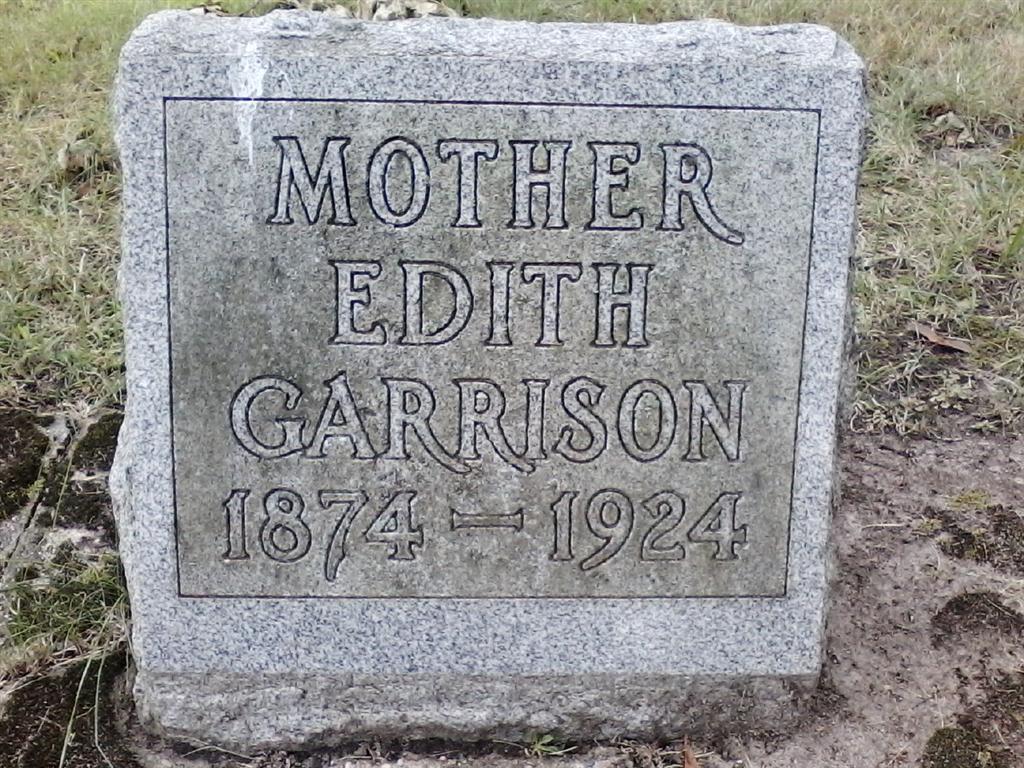 MOTHER
EDITH
GARRISON
1874 — 1924